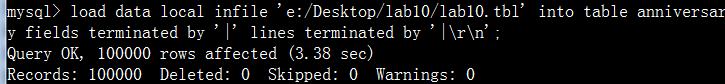 mysql> load data local infile 'e:/Desktop/lab10/lab10.tbl' into table anniversar
y fields terminated by '|' lines terminated by '|\r\n';
Query OK, 100000 rows affected (3.38 sec)
Records: 100000  Deleted: 0  Skipped: 0  Warnings: 0